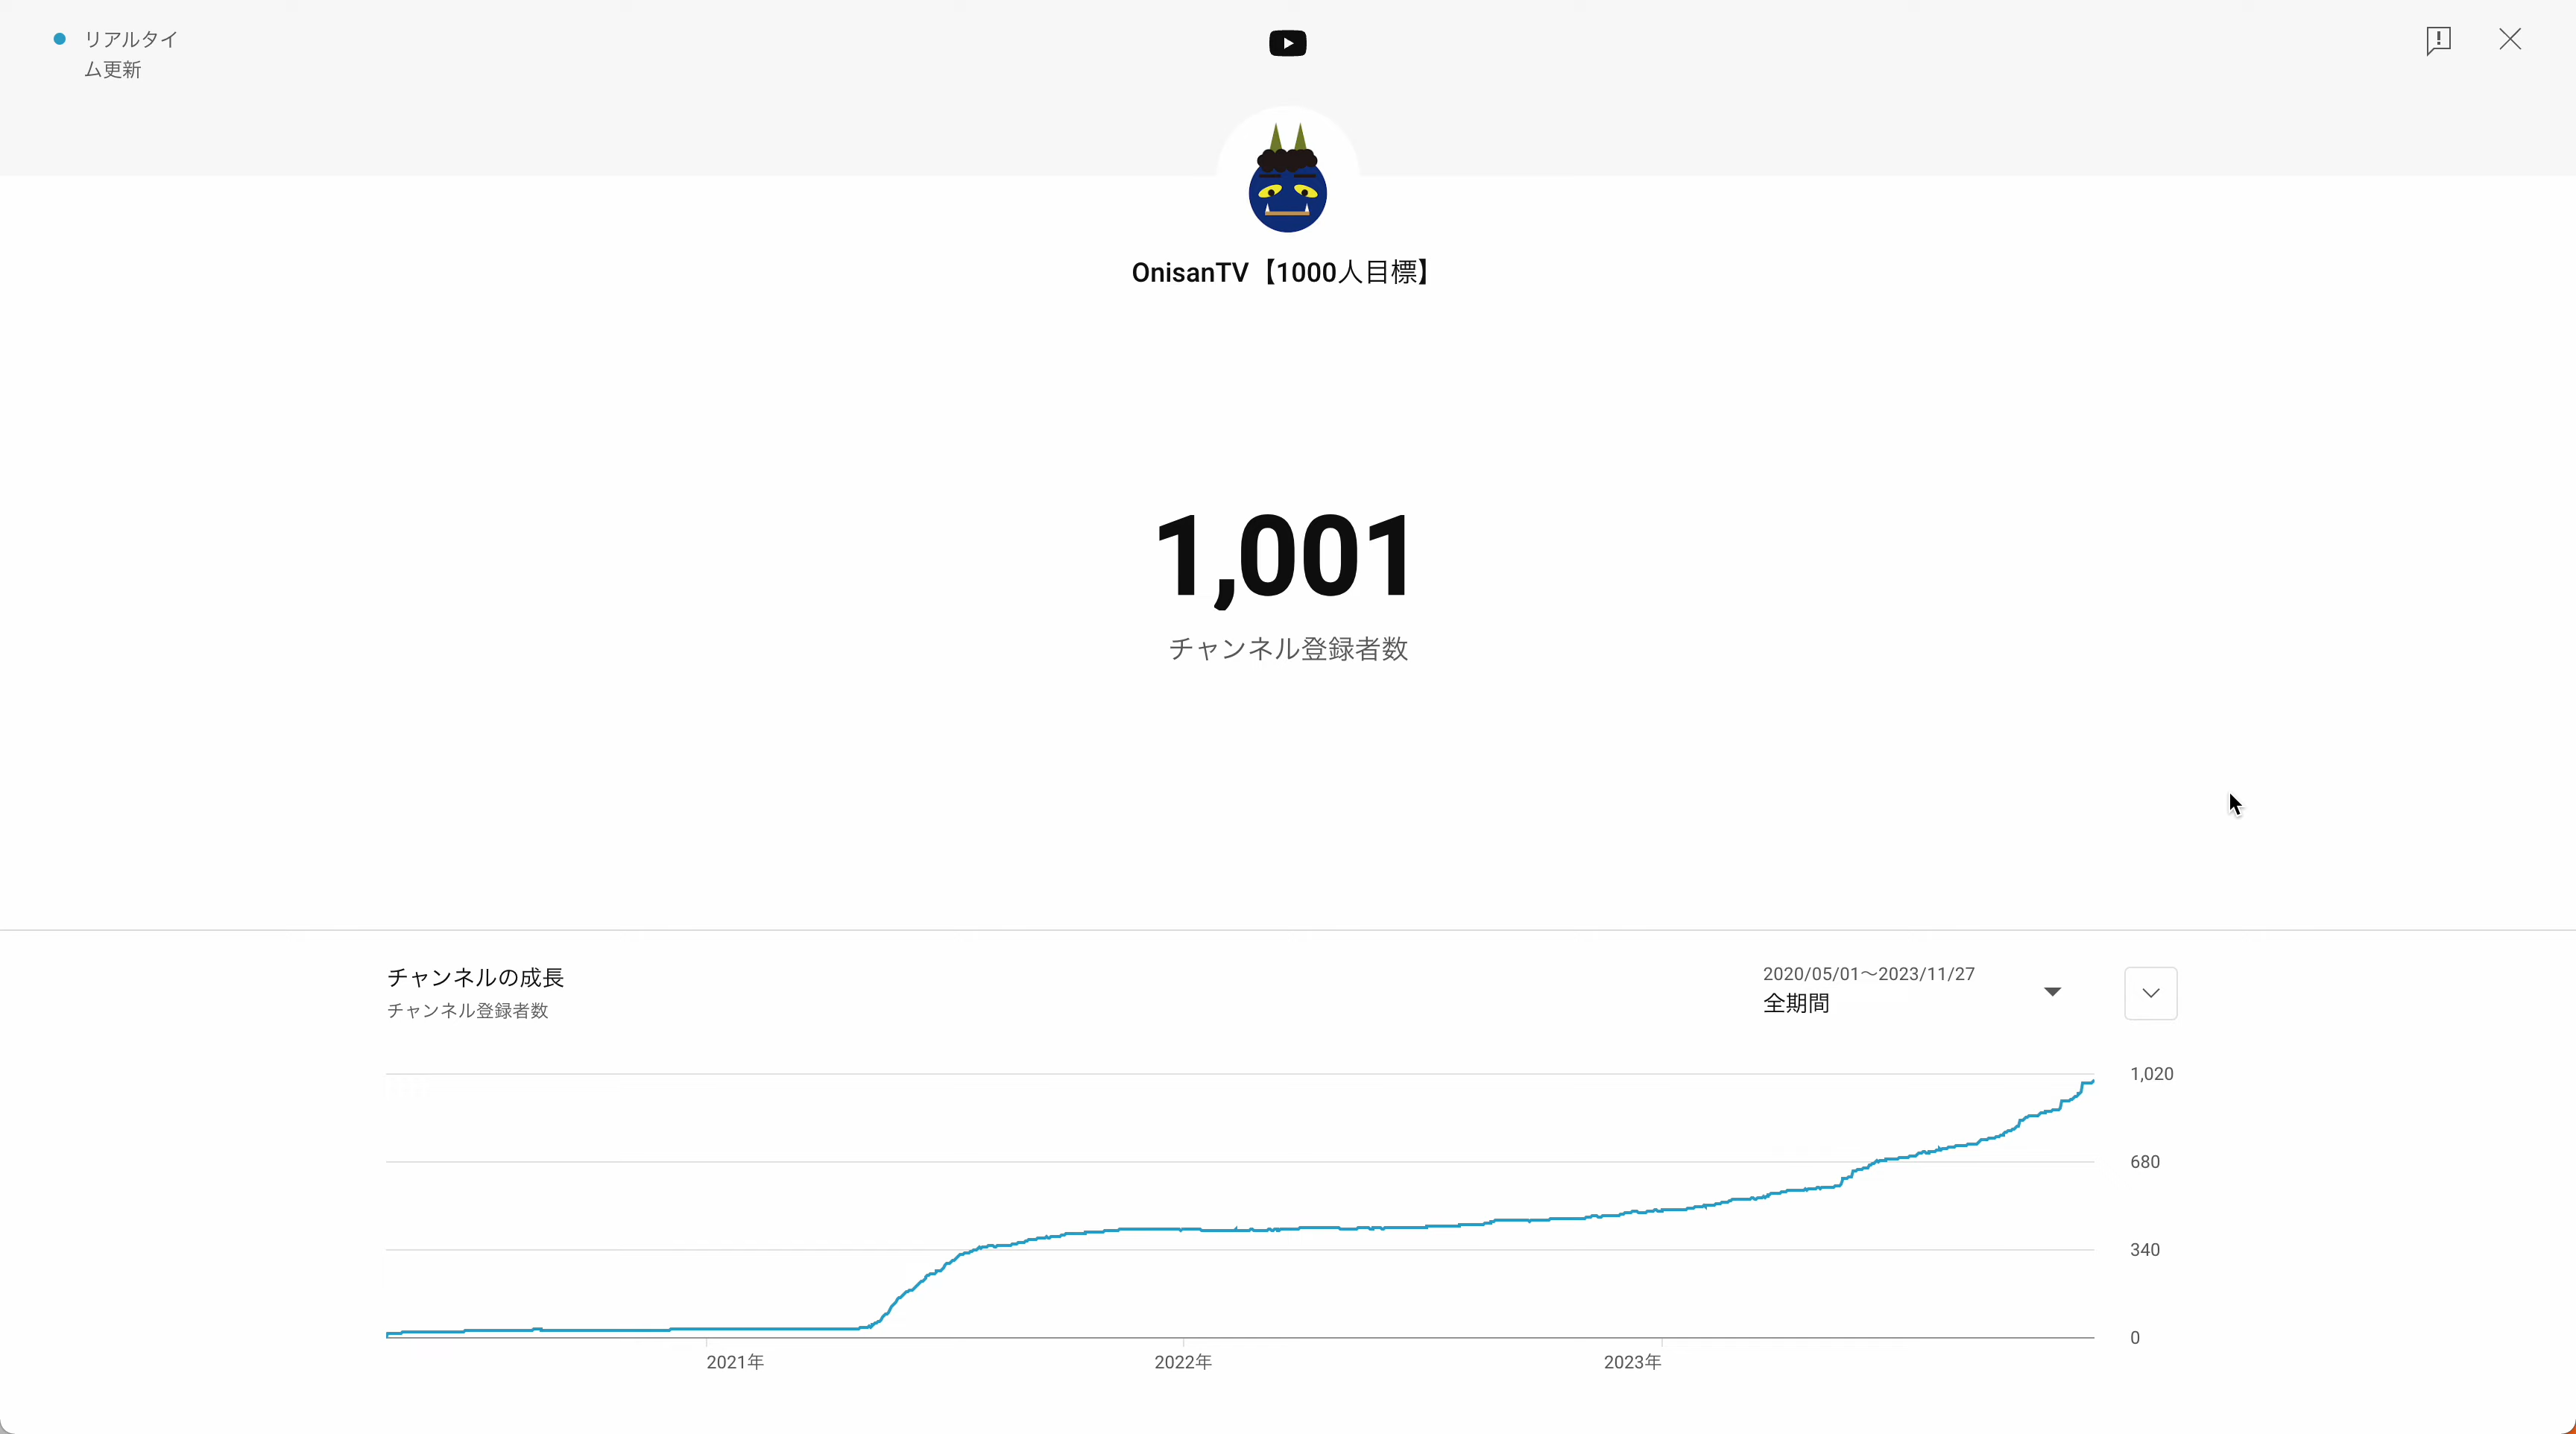 リアルタイ
ム更新
OnisanTV【1000人目標】
1,001
チャンネル登録者数
チャンネルの成長
チャンネル登録者数
2020/05/01～2023/11/27
全期間
1,020
680
340
0
2021年
2022年
2023年